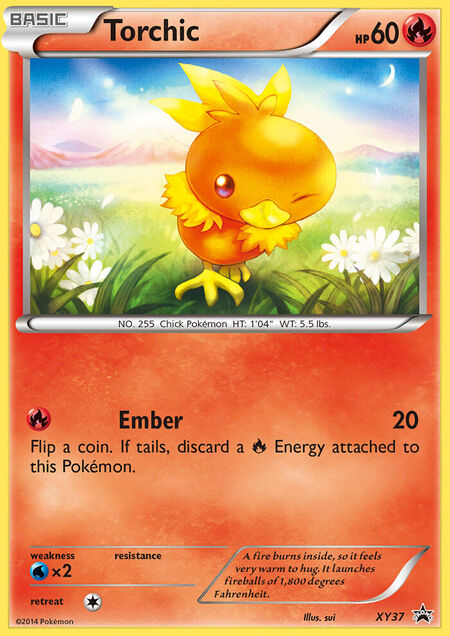 BASIC Torchic HP60
NO. 255 Chick Pokémon HT: 1'04" WT: 5.5 lbs.
Ember 20
Flip a coin. If tails, discard a Energy attached to
this Pokémon.
weakness resistance
×2
retreat
A fire burns inside, so it feels
very warm to hug. It launches
fireballs of 1,800 degrees
Fahrenheit.
©2014 Pokémon Illus. sui XY37